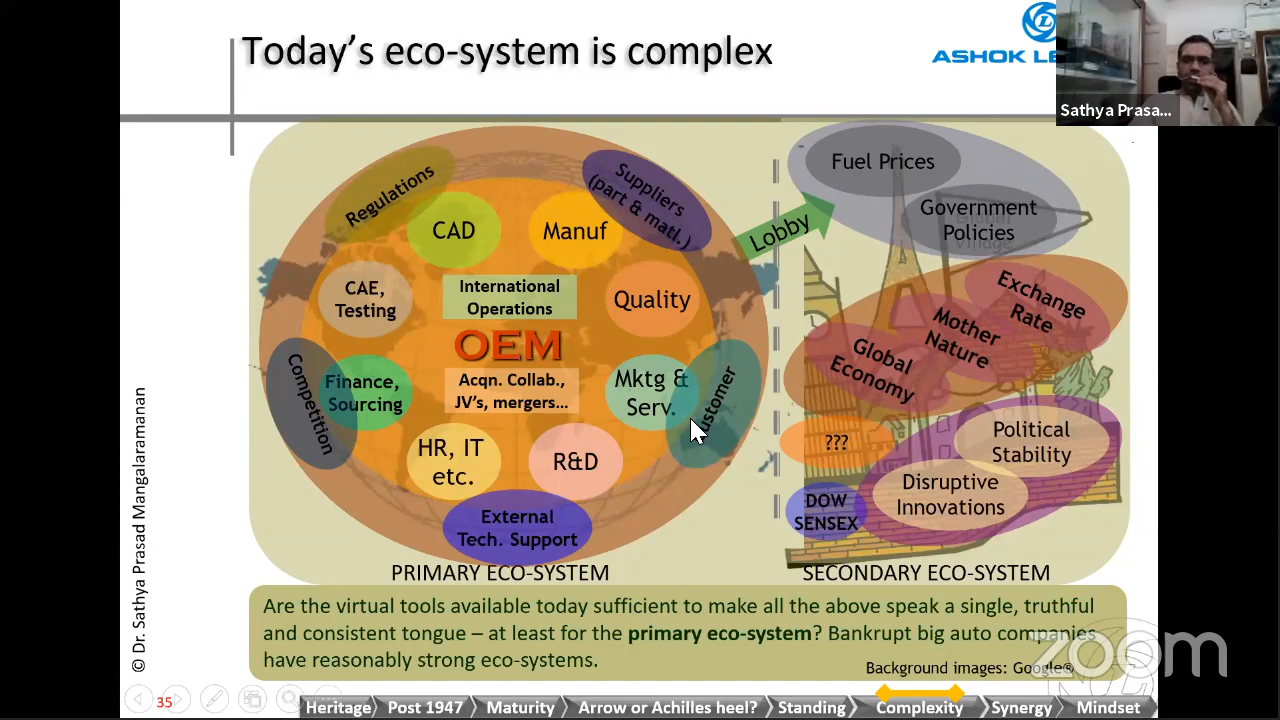 Today's eco-system is complex
ASHOK LE
Sathya Prasa...
Regulations
Suppliers
(part & matl.)
CAD
Manuf
CAE,
Testing
International
Operations
Quality
OEM
Competition
Finance,
Sourcing
Acqn. Collab.,
JV's, mergers...
Mktg &
Serv.
ustomer
HR, IT
etc.
R&D
External
Tech. Support
PRIMARY ECO-SYSTEM
Lobby
Fuel Prices
Government
Policies
Exchange
Rate
Mother
Nature
Global
Economy
???
Political
Stability
Disruptive
Innovations
DOW
SENSEX
SECONDARY ECO-SYSTEM
Are the virtual tools available today sufficient to make all the above speak a single, truthful
and consistent tongue – at least for the primary eco-system? Bankrupt big auto companies
have reasonably strong eco-systems.
Background images: Google®
zoom
© Dr. Sathya Prasad Mangalaramanan
35
Heritage
Post 1947
Maturity
Arrow or Achilles heel?
Standing
Complexity
Synergy
Mindset